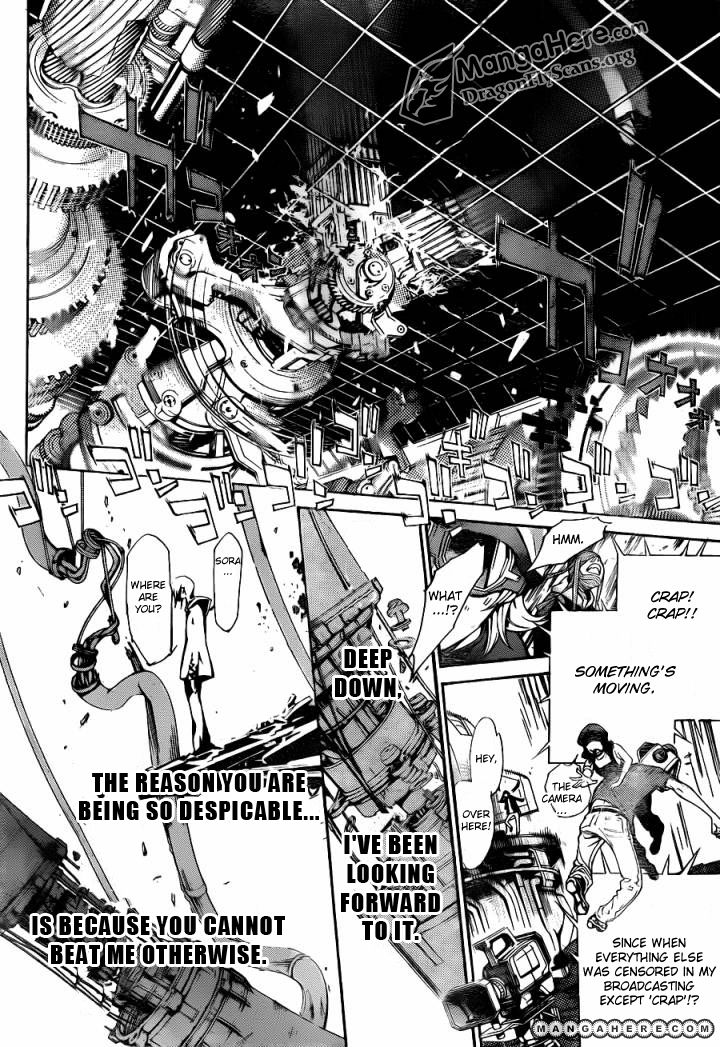 MangaHere.com
DragonFlyScans.org
HMM.
WHAT
...!?
CRAP!
CRAP!!
SOMETHING'S
MOVING.
THE
CAMERA
...
HEY,
OVER
HERE!
SINCE WHEN
EVERYTHING ELSE
WAS CENSORED IN MY
BROADCASTING
EXCEPT 'CRAP'!?
DEEP
DOWN,
I'VE BEEN
LOOKING
FORWARD
TO IT.
SORA
...
WHERE
ARE
YOU?
THE REASON YOU ARE
BEING SO DESPICABLE...
IS BECAUSE YOU CANNOT
BEAT ME OTHERWISE.
MANGAHERE.COM